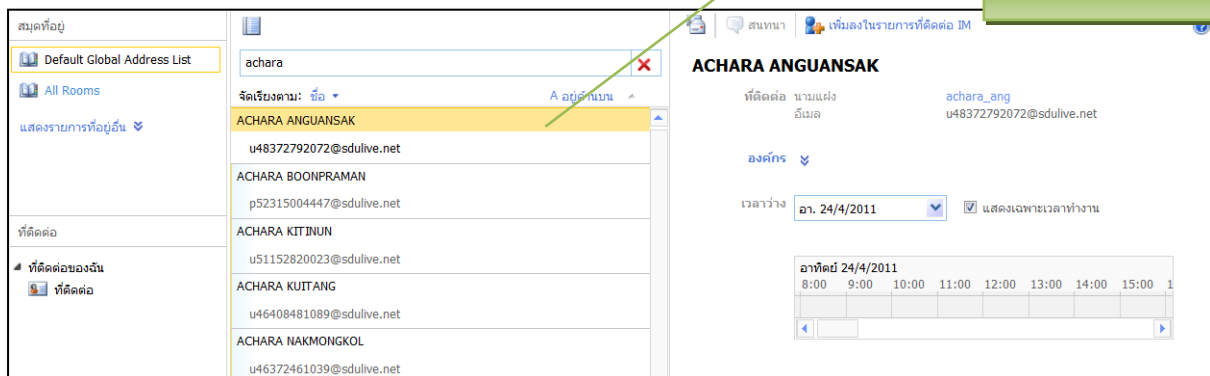 สมุดที่อยู่
Default Global Address List
All Rooms
แสดงรายการที่อยู่อื่น
ที่ติดต่อ
ที่ติดต่อของฉัน
ที่ติดต่อ
achara
จัดเรียงตาม: ชื่อ A อยู่ด้านบน
ACHARA ANGUANSAK
u48372792072@sdulive.net
ACHARA BOONPRAMAN
p52315004447@sdulive.net
ACHARA KITINUN
u51152820023@sdulive.net
ACHARA KUITANG
u46408481089@sdulive.net
ACHARA NAKMONGKOL
u46372461039@sdulive.net
สนทนา เพิ่มลงในรายการที่ติดต่อ IM
ACHARA ANGUANSAK
ที่ติดต่อ นามแฝง achara_ang
อีเมล u48372792072@sdulive.net
องค์กร
เวลาว่าง อา. 24/4/2011 แสดงเฉพาะเวลาทำงาน
อาทิตย์ 24/4/2011
8:00 9:00 10:00 11:00 12:00 13:00 14:00 15:00 1